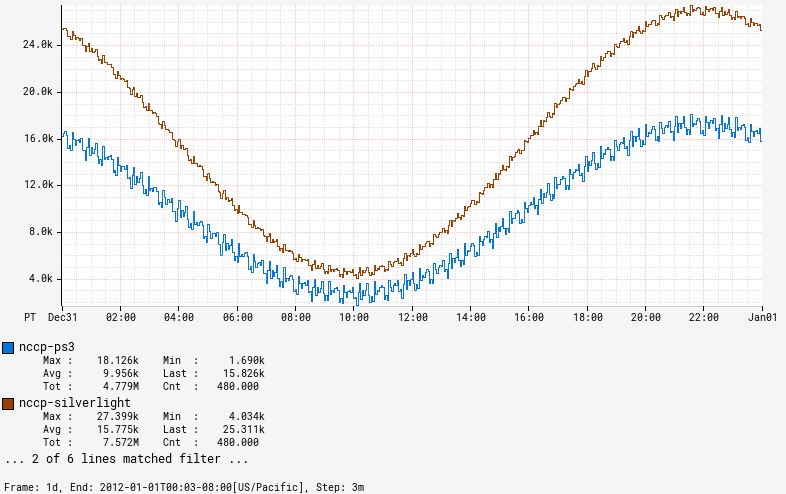 24.0k
20.0k
16.0k
12.0k
8.0k
4.0k
PT Dec31 02:00 04:00 06:00 08:00 10:00 12:00 14:00 16:00 18:00 20:00 22:00 Jan01
nccp-ps3
Max : 18.126k Min : 1.690k
Avg : 9.956k Last : 15.826k
Tot : 4.779M Cnt : 480.000
nccp-silverlight
Max : 27.399k Min : 4.034k
Avg : 15.775k Last : 25.311k
Tot : 7.572M Cnt : 480.000
... 2 of 6 lines matched filter ...
Frame: 1d, End: 2012-01-01T00:03-08:00[US/Pacific], Step: 3m